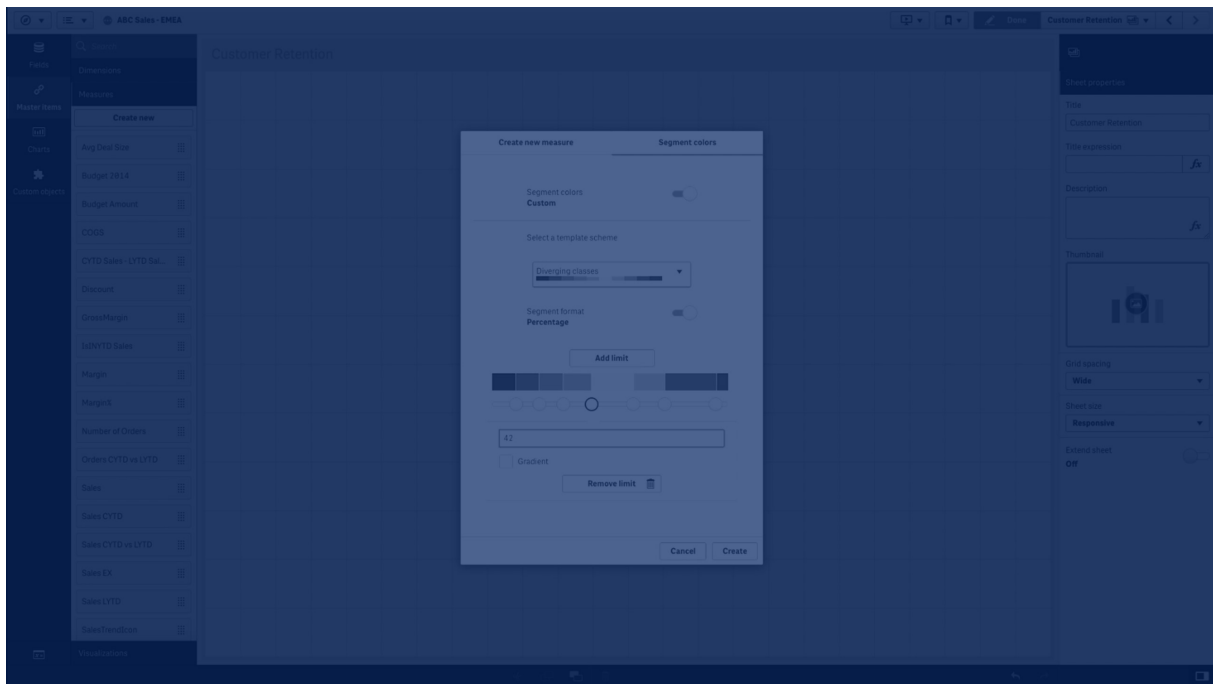 ABC Sales - EMEA
Done
Customer Retention
Fields
Master items
Charts
Custom objects
Search
Dimensions
Measures
Create new
Avg Deal Size
Budget 2014
Budget Amount
COGS
CYTD Sales - LYTD Sal...
Discount
GrossMargin
Margin
Number of Orders
Orders CYTD vs LYTD
Sales
Sales CYTD
Sales CYTD vs LYTD
Sales EX
Sales LYTD
SalesTrendIcon
Visualizations
Customer Retention
Create new measure
Segment colors
Segment colors
Custom
Select a template scheme
Diverging classes
Segment format
Percentage
Add limit
42
Gradient
Remove limit
Cancel
Create
Sheet properties
Title
Customer Retention
Title expression
fx
Description
fx
Thumbnail
Grid spacing
Wide
Sheet size
Responsive
Extend sheet
Off